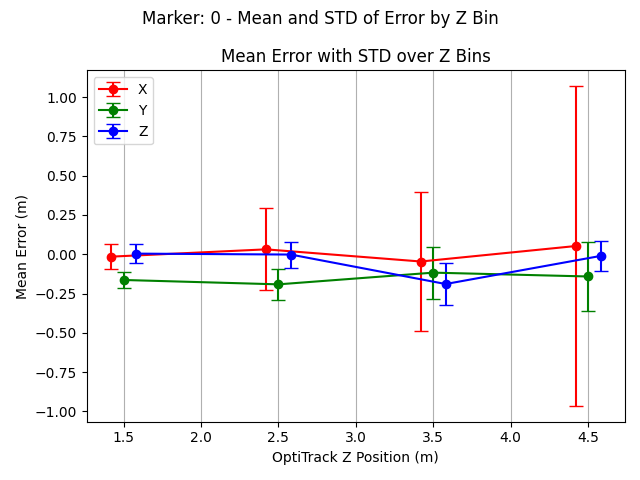 Marker: 0 - Mean and STD of Error by Z Bin
Mean Error with STD over Z Bins
X
Y
Z
1.00
0.75
0.50
0.25
0.00
−0.25
−0.50
−0.75
−1.00
Mean Error (m)
1.5 2.0 2.5 3.0 3.5 4.0 4.5
OptiTrack Z Position (m)